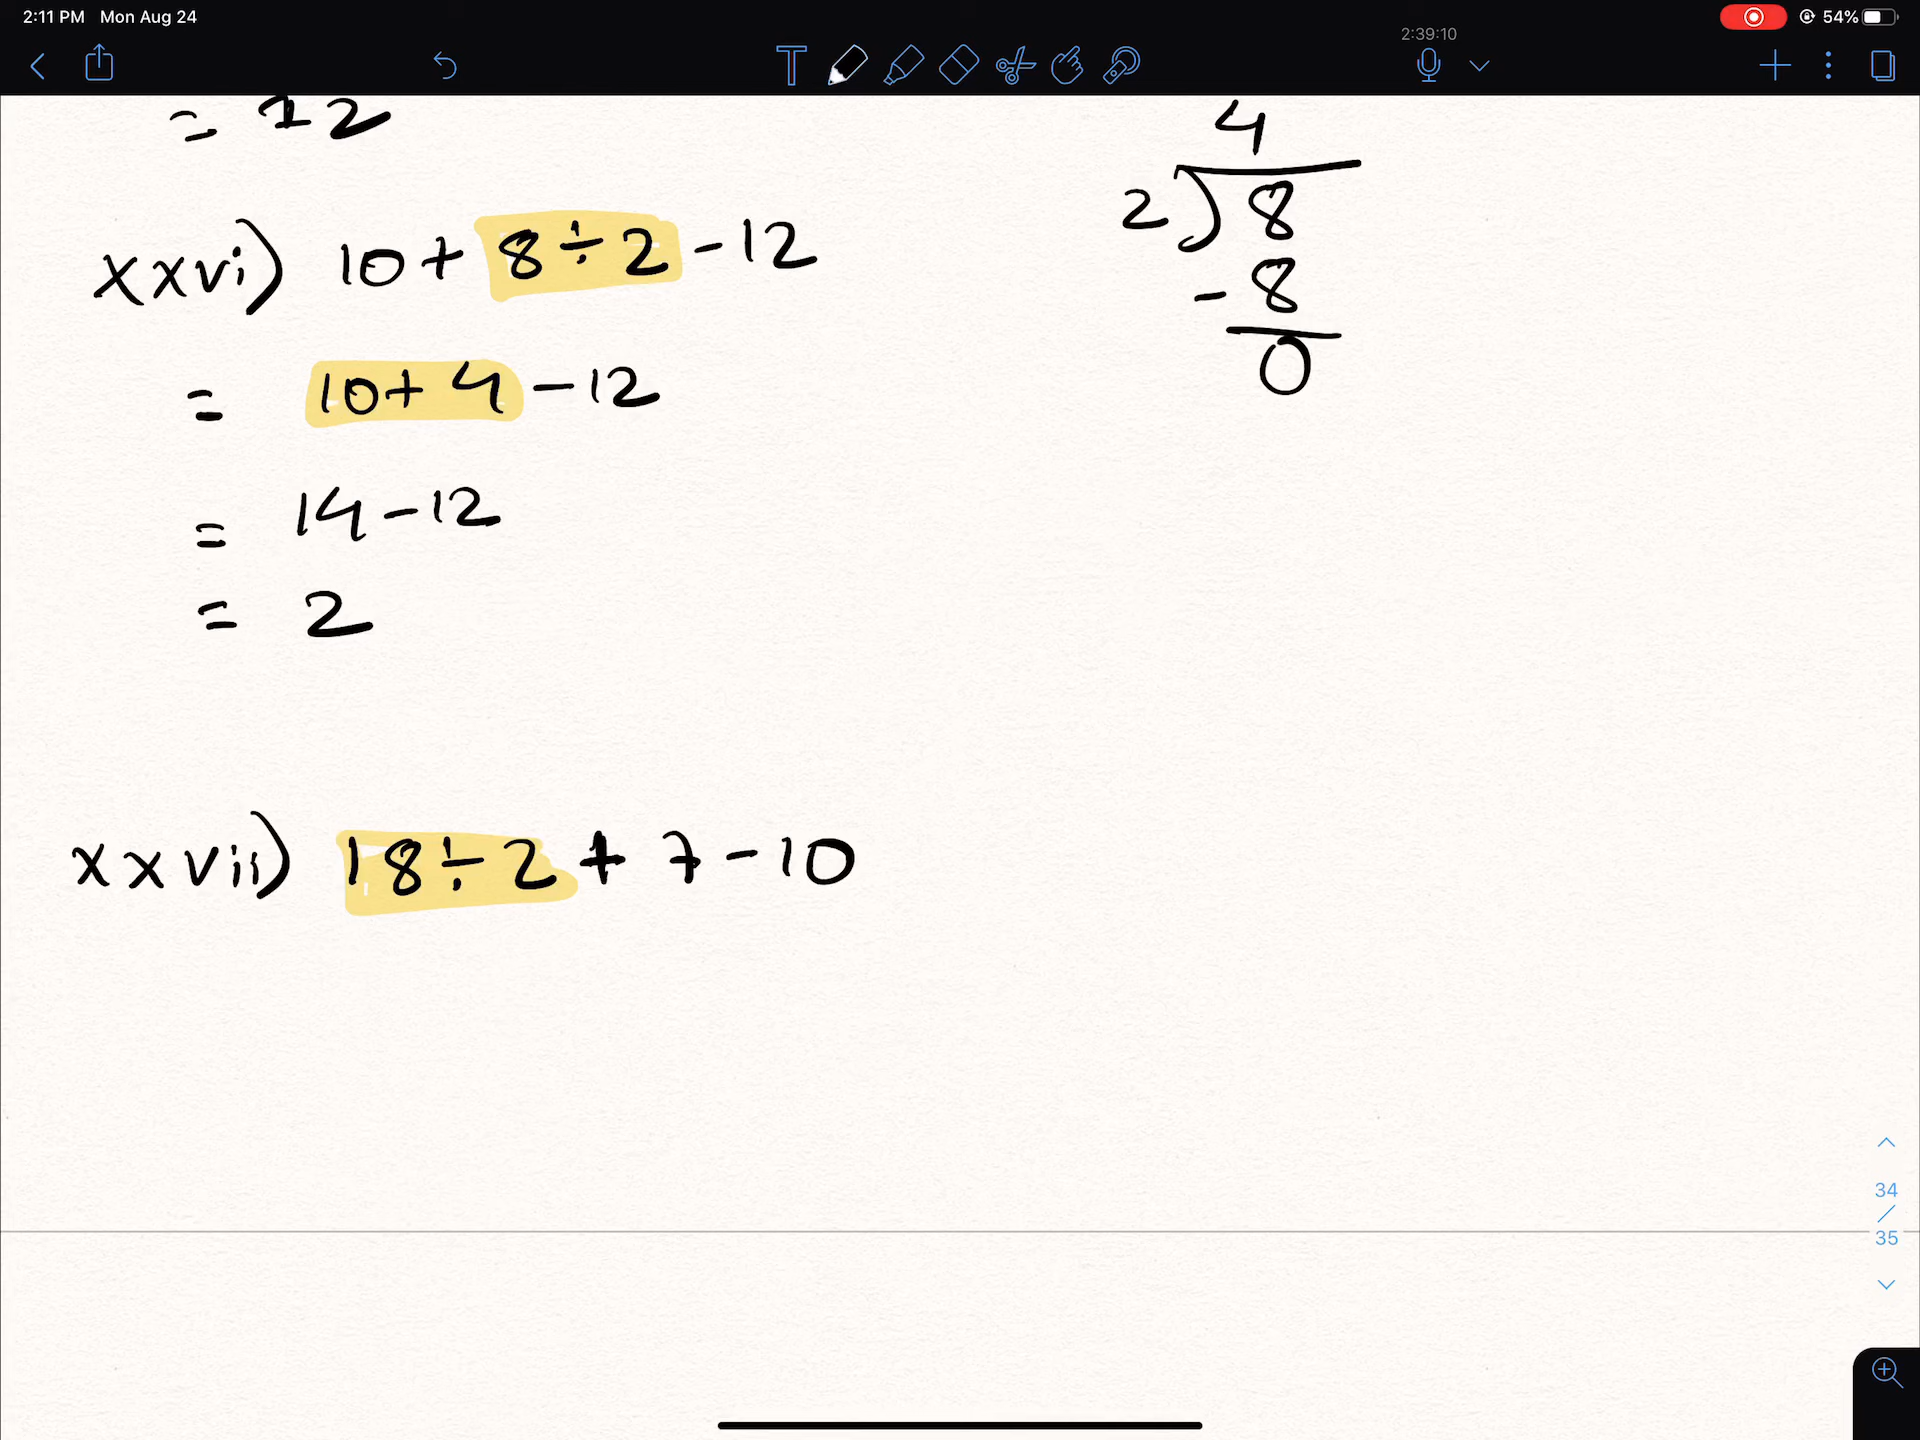 2:11 PM Mon Aug 24
54%
2:39:10
= 12
xxvi) 10 + 8 ÷ 2 - 12
= 10 + 4 - 12
= 14 - 12
= 2
4
2) 8
- 8
0
xxvii) 18 ÷ 2 + 7 - 10
34
/
35